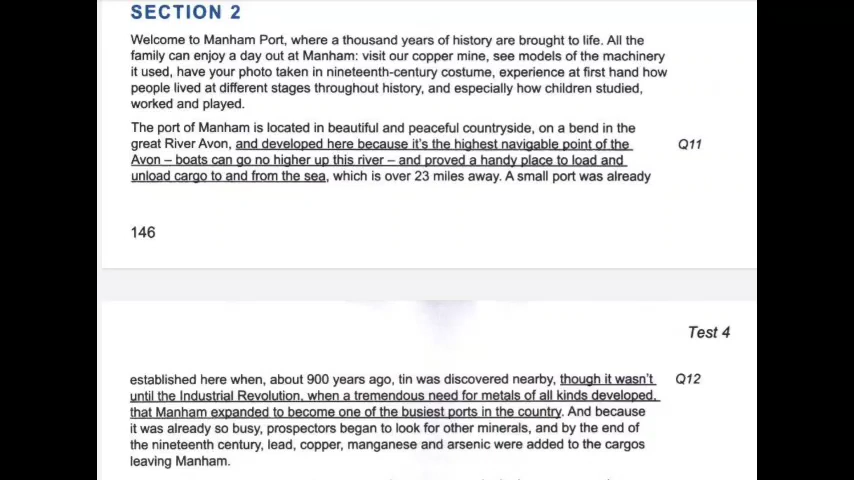 SECTION 2
Welcome to Manham Port, where a thousand years of history are brought to life. All the
family can enjoy a day out at Manham: visit our copper mine, see models of the machinery
it used, have your photo taken in nineteenth-century costume, experience at first hand how
people lived at different stages throughout history, and especially how children studied,
worked and played.
The port of Manham is located in beautiful and peaceful countryside, on a bend in the
great River Avon, and developed here because it's the highest navigable point of the Q11
Avon – boats can go no higher up this river – and proved a handy place to load and
unload cargo to and from the sea, which is over 23 miles away. A small port was already
146
Test 4
established here when, about 900 years ago, tin was discovered nearby, though it wasn't Q12
until the Industrial Revolution, when a tremendous need for metals of all kinds developed,
that Manham expanded to become one of the busiest ports in the country. And because
it was already so busy, prospectors began to look for other minerals, and by the end of
the nineteenth century, lead, copper, manganese and arsenic were added to the cargos
leaving Manham.